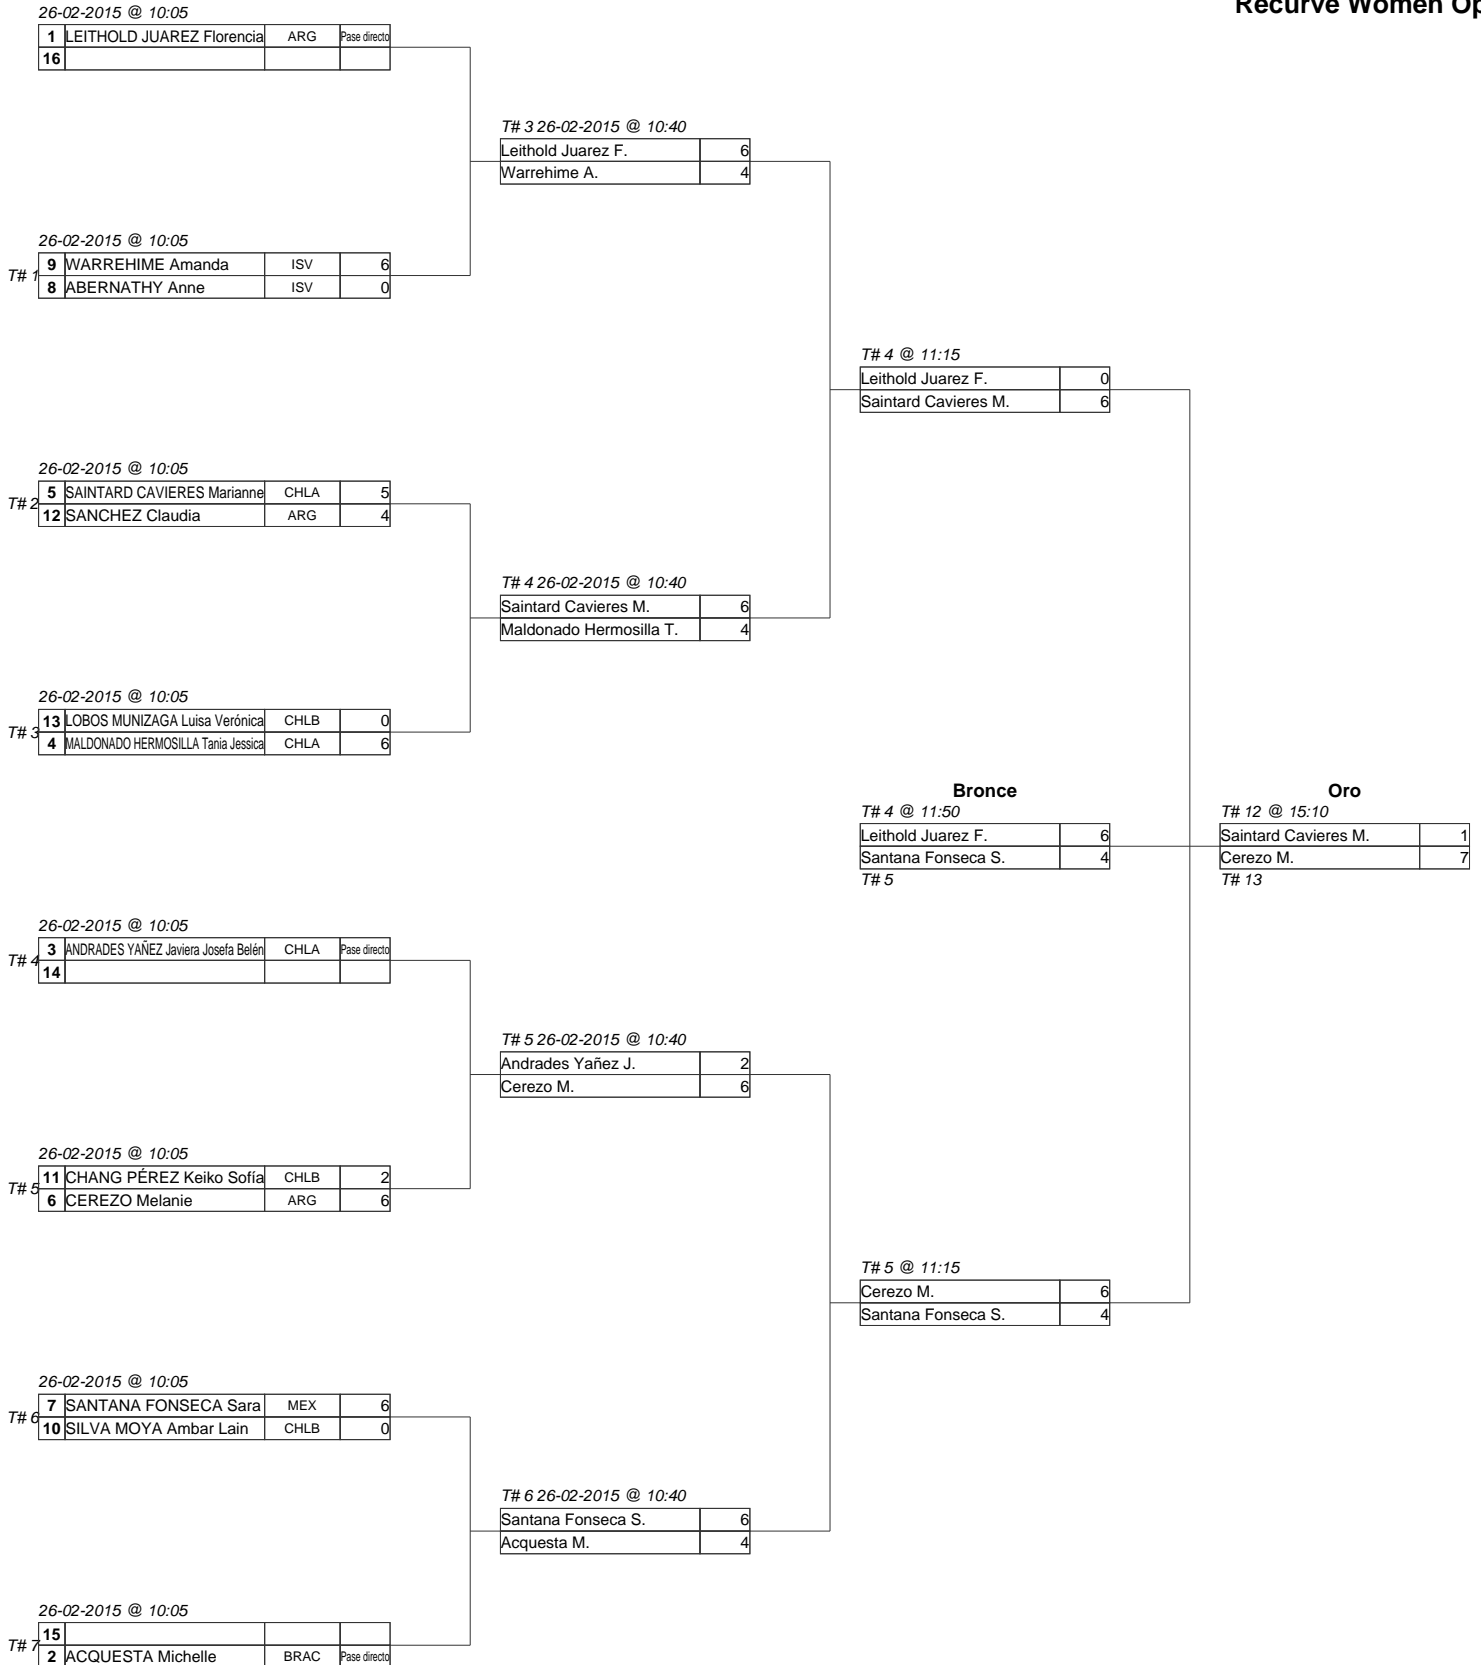 Recurve Women Op
26-02-2015 @ 10:05
1 LEITHOLD JUAREZ Florencia ARG Pase directo
16
T# 3 26-02-2015 @ 10:40
Leithold Juarez F. 6
Warrehime A. 4
26-02-2015 @ 10:05
T# 1
9 WARREHIME Amanda ISV 6
8 ABERNATHY Anne ISV 0
T# 4 @ 11:15
Leithold Juarez F. 0
Saintard Cavieres M. 6
26-02-2015 @ 10:05
T# 2
5 SAINTARD CAVIERES Marianne CHLA 5
12 SANCHEZ Claudia ARG 4
T# 4 26-02-2015 @ 10:40
Saintard Cavieres M. 6
Maldonado Hermosilla T. 4
26-02-2015 @ 10:05
T# 3
13 LOBOS MUNIZAGA Luisa Verónica CHLB 0
4 MALDONADO HERMOSILLA Tania Jessica CHLA 6
Bronce
T# 4 @ 11:50
Leithold Juarez F. 6
Santana Fonseca S. 4
T# 5
Oro
T# 12 @ 15:10
Saintard Cavieres M. 1
Cerezo M. 7
T# 13
26-02-2015 @ 10:05
T# 4
3 ANDRADES YAÑEZ Javiera Josefa Belén CHLA Pase directo
14
T# 5 26-02-2015 @ 10:40
Andrades Yañez J. 2
Cerezo M. 6
26-02-2015 @ 10:05
T# 5
11 CHANG PÉREZ Keiko Sofía CHLB 2
6 CEREZO Melanie ARG 6
T# 5 @ 11:15
Cerezo M. 6
Santana Fonseca S. 4
26-02-2015 @ 10:05
T# 6
7 SANTANA FONSECA Sara MEX 6
10 SILVA MOYA Ambar Lain CHLB 0
T# 6 26-02-2015 @ 10:40
Santana Fonseca S. 6
Acquesta M. 4
26-02-2015 @ 10:05
T# 7
15
2 ACQUESTA Michelle BRAC Pase directo